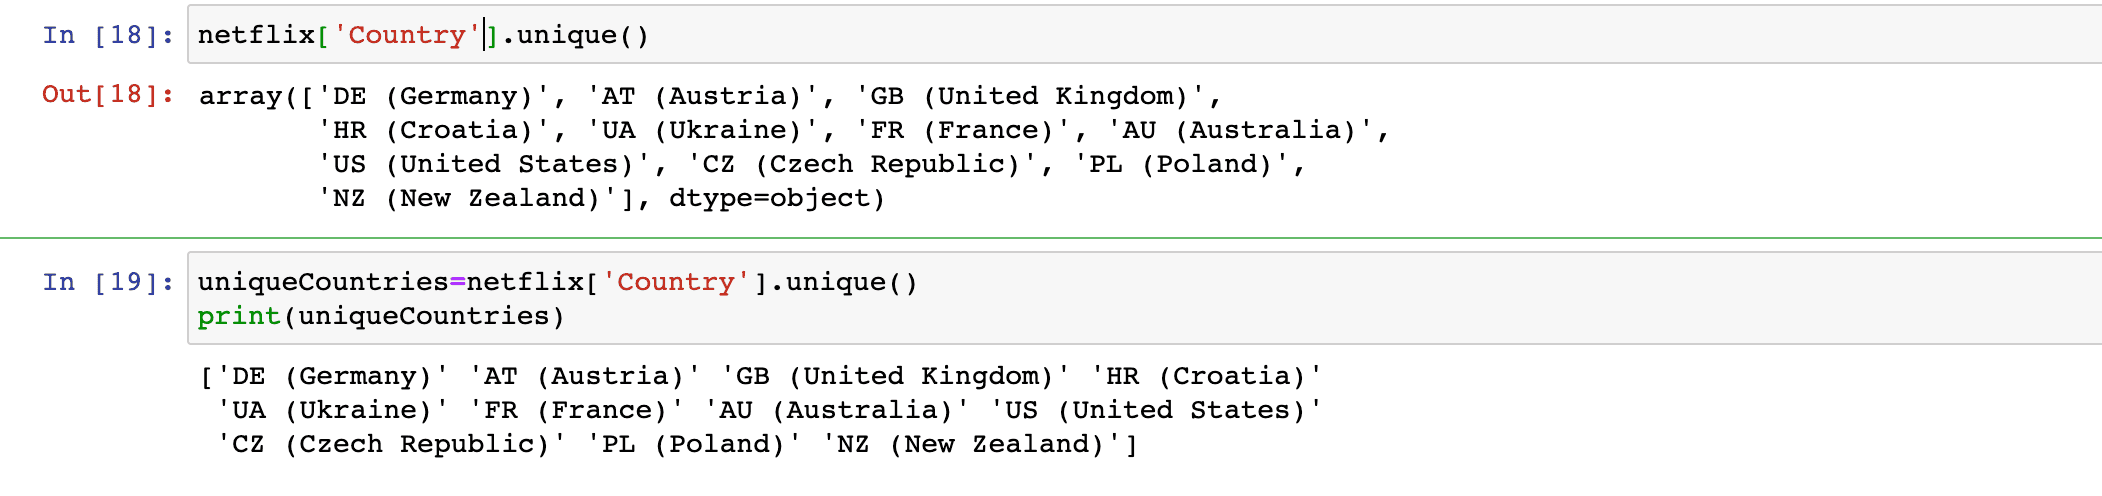 In [18]: netflix['Country'].unique()
Out[18]: array(['DE (Germany)', 'AT (Austria)', 'GB (United Kingdom)',
'HR (Croatia)', 'UA (Ukraine)', 'FR (France)', 'AU (Australia)',
'US (United States)', 'CZ (Czech Republic)', 'PL (Poland)',
'NZ (New Zealand)'], dtype=object)
In [19]: uniqueCountries=netflix['Country'].unique()
print(uniqueCountries)
['DE (Germany)' 'AT (Austria)' 'GB (United Kingdom)' 'HR (Croatia)'
'UA (Ukraine)' 'FR (France)' 'AU (Australia)' 'US (United States)'
'CZ (Czech Republic)' 'PL (Poland)' 'NZ (New Zealand)']